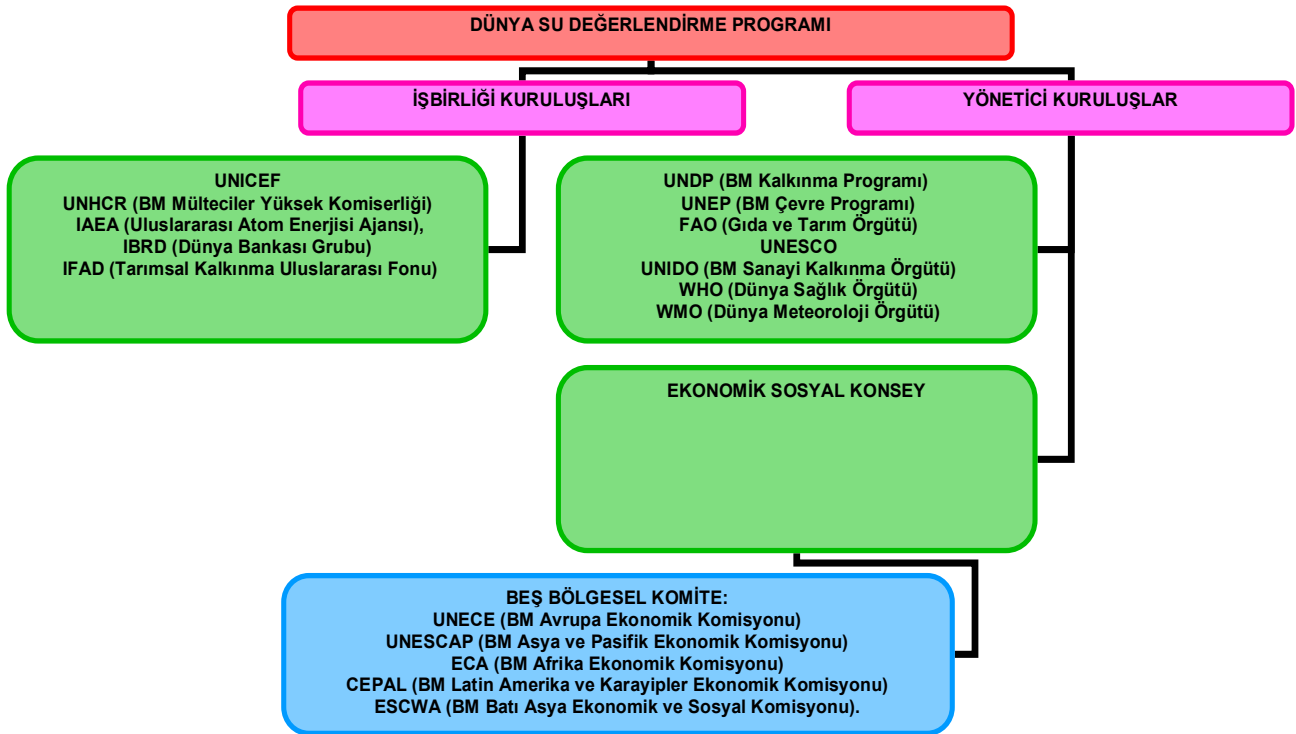 DÜNYA SU DEĞERLENDİRME PROGRAMI
İŞBİRLİĞİ KURULUŞLARI
YÖNETİCİ KURULUŞLAR
UNICEF
UNHCR (BM Mülteciler Yüksek Komiserliği)
IAEA (Uluslararası Atom Enerjisi Ajansı),
IBRD (Dünya Bankası Grubu)
IFAD (Tarımsal Kalkınma Uluslararası Fonu)
UNDP (BM Kalkınma Programı)
UNEP (BM Çevre Programı)
FAO (Gıda ve Tarım Örgütü)
UNESCO
UNIDO (BM Sanayi Kalkınma Örgütü)
WHO (Dünya Sağlık Örgütü)
WMO (Dünya Meteoroloji Örgütü)
EKONOMİK SOSYAL KONSEY
BEŞ BÖLGESEL KOMİTE:
UNECE (BM Avrupa Ekonomik Komisyonu)
UNESCAP (BM Asya ve Pasifik Ekonomik Komisyonu)
ECA (BM Afrika Ekonomik Komisyonu)
CEPAL (BM Latin Amerika ve Karayipler Ekonomik Komisyonu)
ESCWA (BM Batı Asya Ekonomik ve Sosyal Komisyonu).